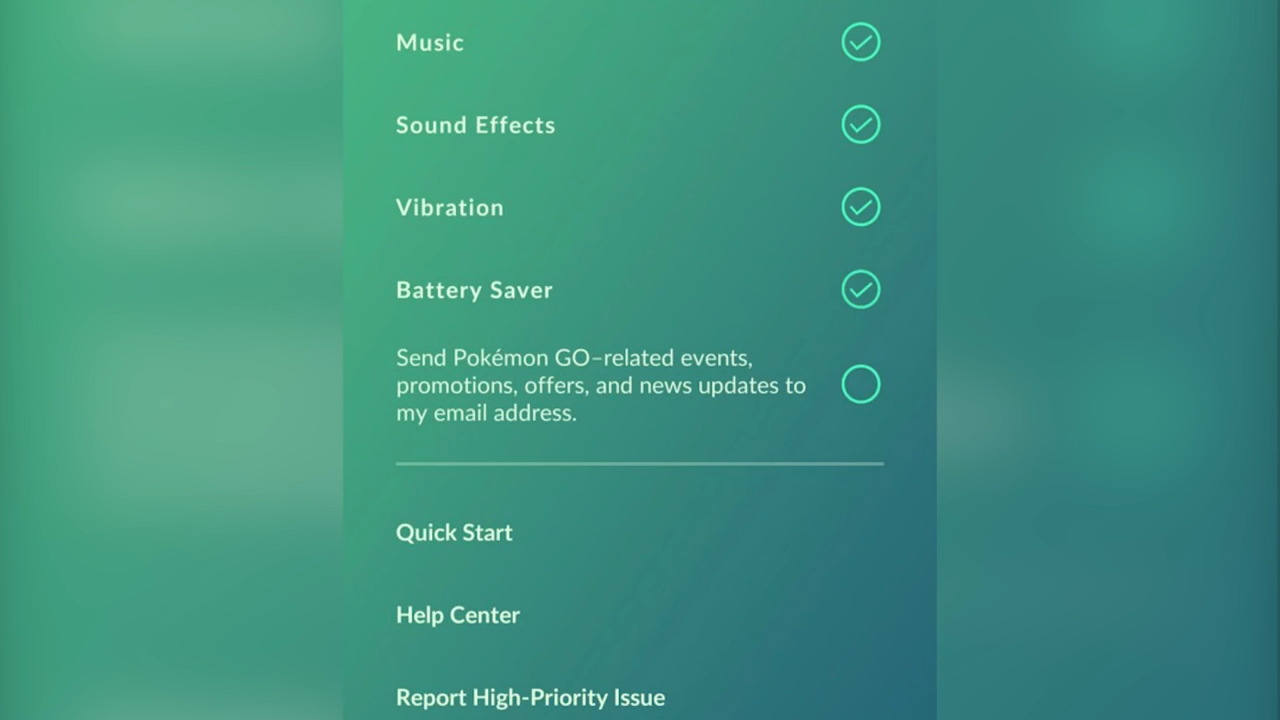 Music
Sound Effects
Vibration
Battery Saver
Send Pokémon GO–related events,
promotions, offers, and news updates to
my email address.
Quick Start
Help Center
Report High-Priority Issue